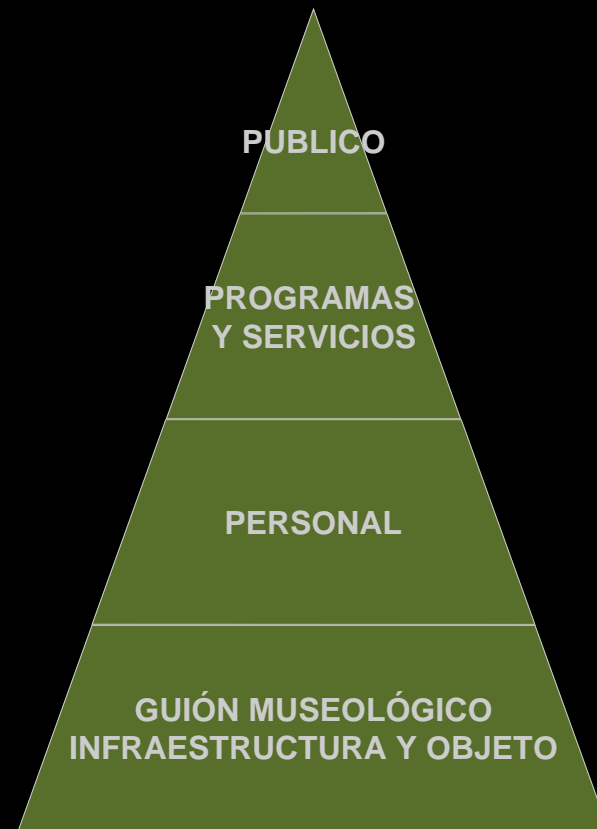 PUBLICO
PROGRAMAS
Y SERVICIOS
PERSONAL
GUIÓN MUSEOLÓGICO
INFRAESTRUCTURA Y OBJETO